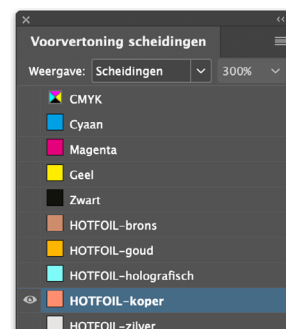 Voorvertoning scheidingen
Weergave: Scheidingen 300%
CMYK
Cyaan
Magenta
Geel
Zwart
HOTFOIL-brons
HOTFOIL-goud
HOTFOIL-holografisch
HOTFOIL-koper
HOTFOIL-zilver